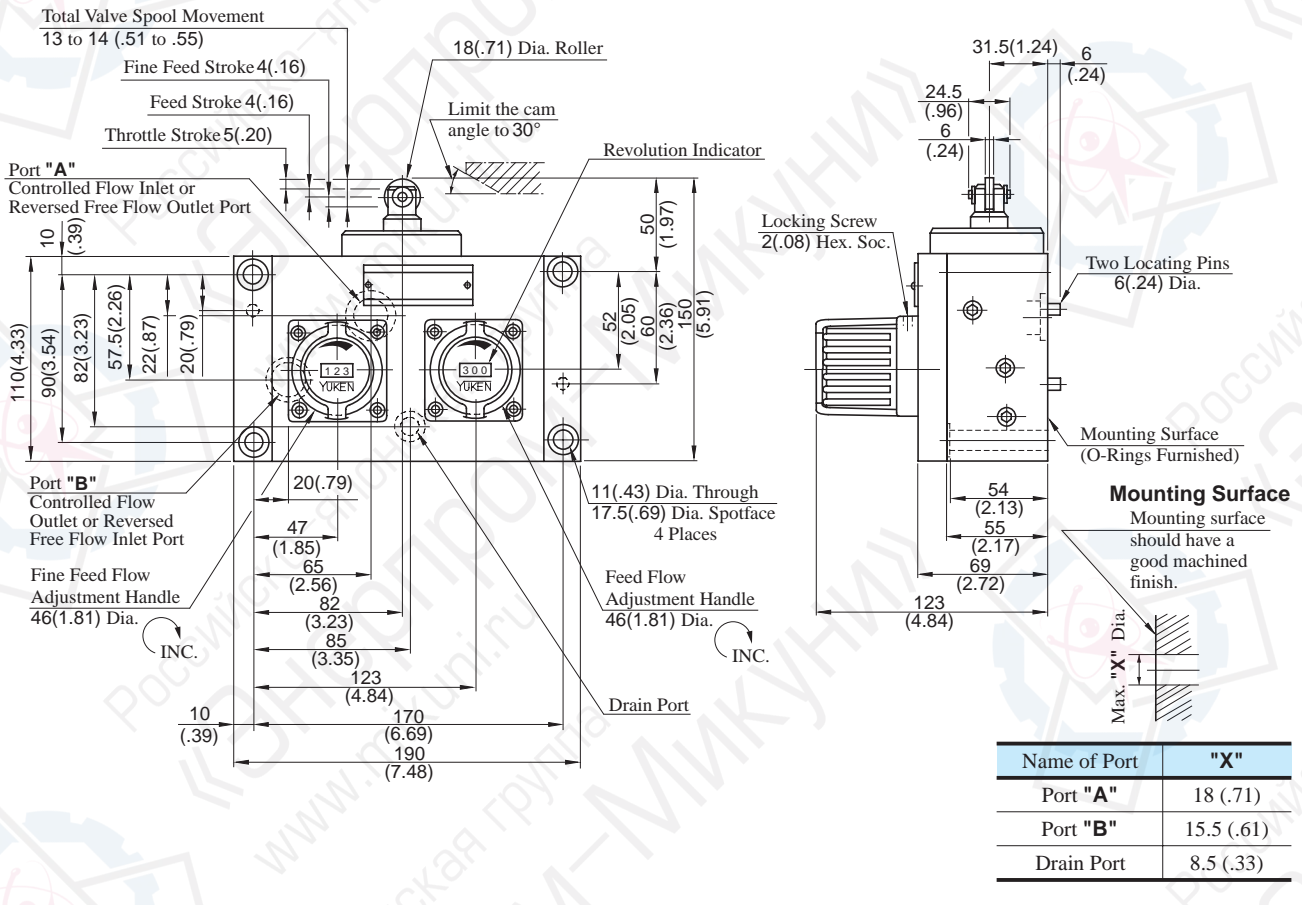 Total Valve Spool Movement
13 to 14 (.51 to .55)
Fine Feed Stroke 4(.16)
Feed Stroke 4(.16)
Throttle Stroke 5(.20)
Port "A"
Controlled Flow Inlet or
Reversed Free Flow Outlet Port
18(.71) Dia. Roller
Limit the cam
angle to 30°
Revolution Indicator
10
(.39)
110(4.33)
90(3.54)
82(3.23)
57.5(2.26)
22(.87)
20(.79)
50
(1.97)
52
(2.05)
60
(2.36)
150
(5.91)
1 2 3
YUKEN
3 0 0
YUKEN
Port "B"
Controlled Flow
Outlet or Reversed
Free Flow Inlet Port
Fine Feed Flow
Adjustment Handle
46(1.81) Dia.
INC.
20(.79)
47
(1.85)
65
(2.56)
82
(3.23)
85
(3.35)
123
(4.84)
10
(.39)
170
(6.69)
190
(7.48)
11(.43) Dia. Through
17.5(.69) Dia. Spotface
4 Places
Feed Flow
Adjustment Handle
46(1.81) Dia.
INC.
Drain Port
31.5(1.24)
6
(.24)
24.5
(.96)
6
(.24)
Locking Screw
2(.08) Hex. Soc.
Two Locating Pins
6(.24) Dia.
Mounting Surface
(O-Rings Furnished)
54
(2.13)
55
(2.17)
69
(2.72)
123
(4.84)
Mounting Surface
Mounting surface
should have a
good machined
finish.
Max. "X" Dia.
Name of Port "X"
Port "A" 18 (.71)
Port "B" 15.5 (.61)
Drain Port 8.5 (.33)